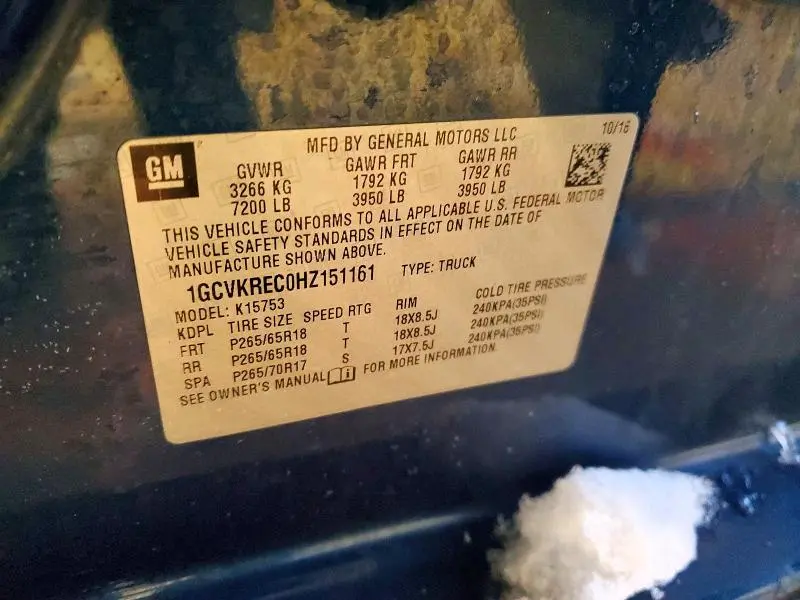 GM
MFD BY GENERAL MOTORS LLC
10/16
GVWR GAWR FRT GAWR RR
3266 KG 1792 KG 1792 KG
7200 LB 3950 LB 3950 LB
THIS VEHICLE CONFORMS TO ALL APPLICABLE U.S. FEDERAL MOTOR
VEHICLE SAFETY STANDARDS IN EFFECT ON THE DATE OF
MANUFACTURE SHOWN ABOVE.
1GCVKREC0HZ151161 TYPE: TRUCK
MODEL: K15753
KDPL TIRE SIZE SPEED RTG RIM COLD TIRE PRESSURE
FRT P265/65R18 T 18X8.5J 240KPA(35PSI)
RR P265/65R18 T 18X8.5J 240KPA(35PSI)
SPA P265/70R17 S 17X7.5J 240KPA(35PSI)
SEE OWNER'S MANUAL FOR MORE INFORMATION.